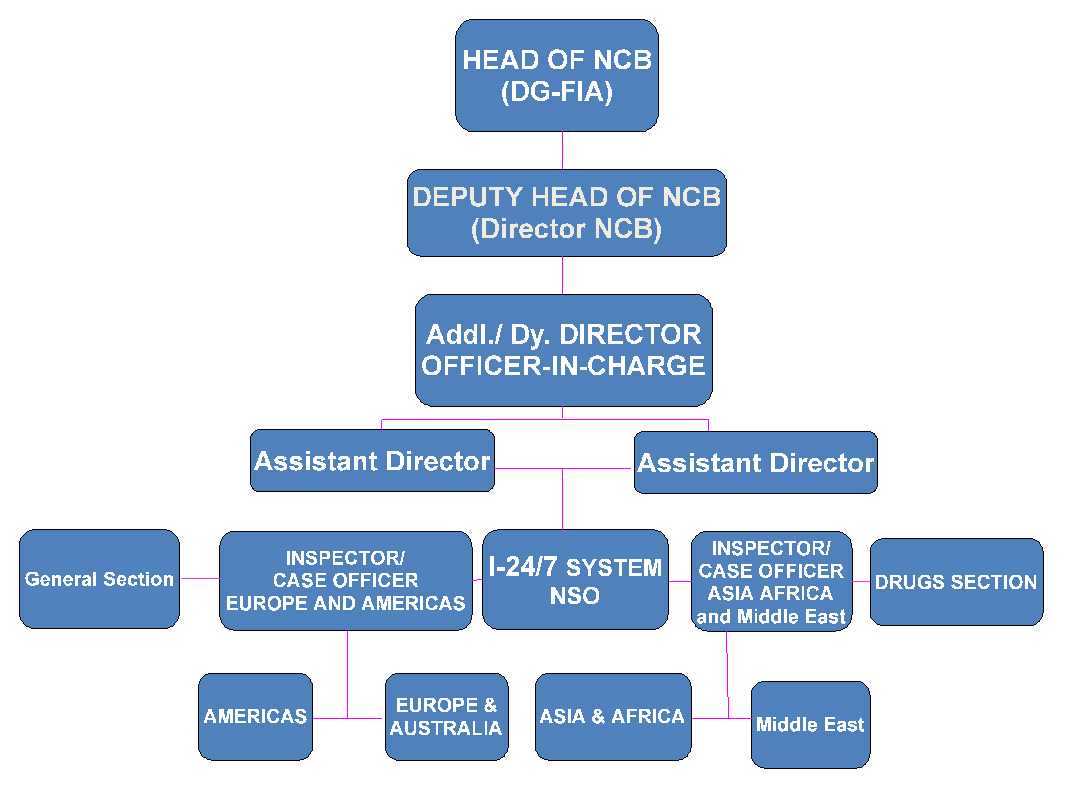 HEAD OF NCB
(DG-FIA)
DEPUTY HEAD OF NCB
(Director NCB)
Addl./ Dy. DIRECTOR
OFFICER-IN-CHARGE
Assistant Director
Assistant Director
General Section
INSPECTOR/
CASE OFFICER
EUROPE AND AMERICAS
I-24/7 SYSTEM
NSO
INSPECTOR/
CASE OFFICER
ASIA AFRICA
and Middle East
DRUGS SECTION
AMERICAS
EUROPE &
AUSTRALIA
ASIA & AFRICA
Middle East